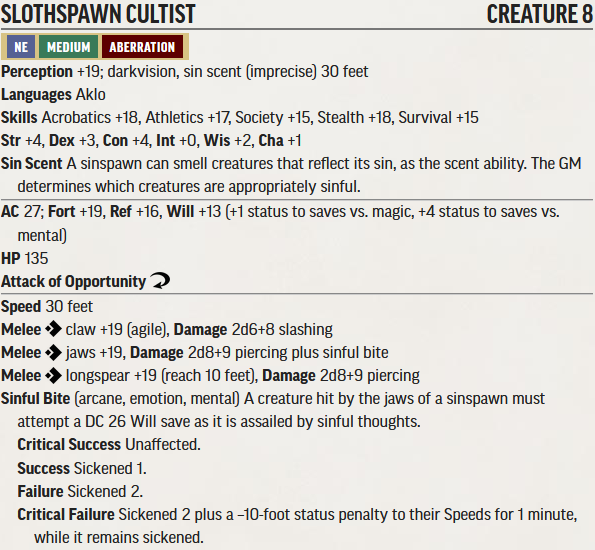 SLOTHSPAWN CULTIST CREATURE 8
NE MEDIUM ABERRATION
Perception +19; darkvision, sin scent (imprecise) 30 feet
Languages Aklo
Skills Acrobatics +18, Athletics +17, Society +15, Stealth +18, Survival +15
Str +4, Dex +3, Con +4, Int +0, Wis +2, Cha +1
Sin Scent A sinspawn can smell creatures that reflect its sin, as the scent ability. The GM
determines which creatures are appropriately sinful.
AC 27; Fort +19, Ref +16, Will +13 (+1 status to saves vs. magic, +4 status to saves vs.
mental)
HP 135
Attack of Opportunity
Speed 30 feet
Melee claw +19 (agile), Damage 2d6+8 slashing
Melee jaws +19, Damage 2d8+9 piercing plus sinful bite
Melee longspear +19 (reach 10 feet), Damage 2d8+9 piercing
Sinful Bite (arcane, emotion, mental) A creature hit by the jaws of a sinspawn must
attempt a DC 26 Will save as it is assailed by sinful thoughts.
Critical Success Unaffected.
Success Sickened 1.
Failure Sickened 2.
Critical Failure Sickened 2 plus a –10-foot status penalty to their Speeds for 1 minute,
while it remains sickened.